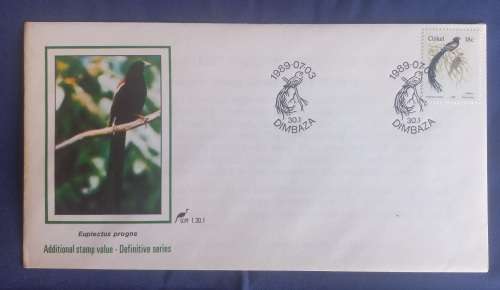 Ciskei 18c
1989-07-03
30.1
DIMBAZA
1989-07-03
30.1
DIMBAZA
Euplectus progne
1.30.1
Additional stamp value - Definitive series